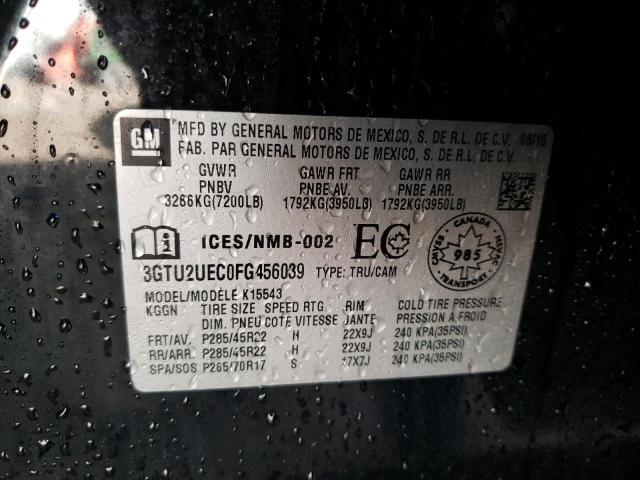 GM MFD BY GENERAL MOTORS DE MEXICO, S. DE R.L. DE C.V. 08/15
FAB. PAR GENERAL MOTORS DE MEXICO, S. DE R.L. DE C.V.
GVWR GAWR FRT GAWR RR
PNBV PNBE AV. PNBE ARR.
3266KG(7200LB) 1792KG(3950LB) 1792KG(3950LB)
i ICES/NMB-002 EC CANADA 985 CMVSS NSVAC
3GTU2UEC0FG456039 TYPE: TRU/CAM
MODEL/MODÈLE K15543
KGGN TIRE SIZE SPEED RTG RIM COLD TIRE PRESSURE
DIM. PNEU COTE VITESSE JANTE PRESSION A FROID
FRT/AV. P285/45R22 H 22X9J 240 KPA(35PSI)
RR/ARR. P285/45R22 H 22X9J 240 KPA(35PSI)
SPA/SOS P265/70R17 S 17X7J 240 KPA(35PSI)